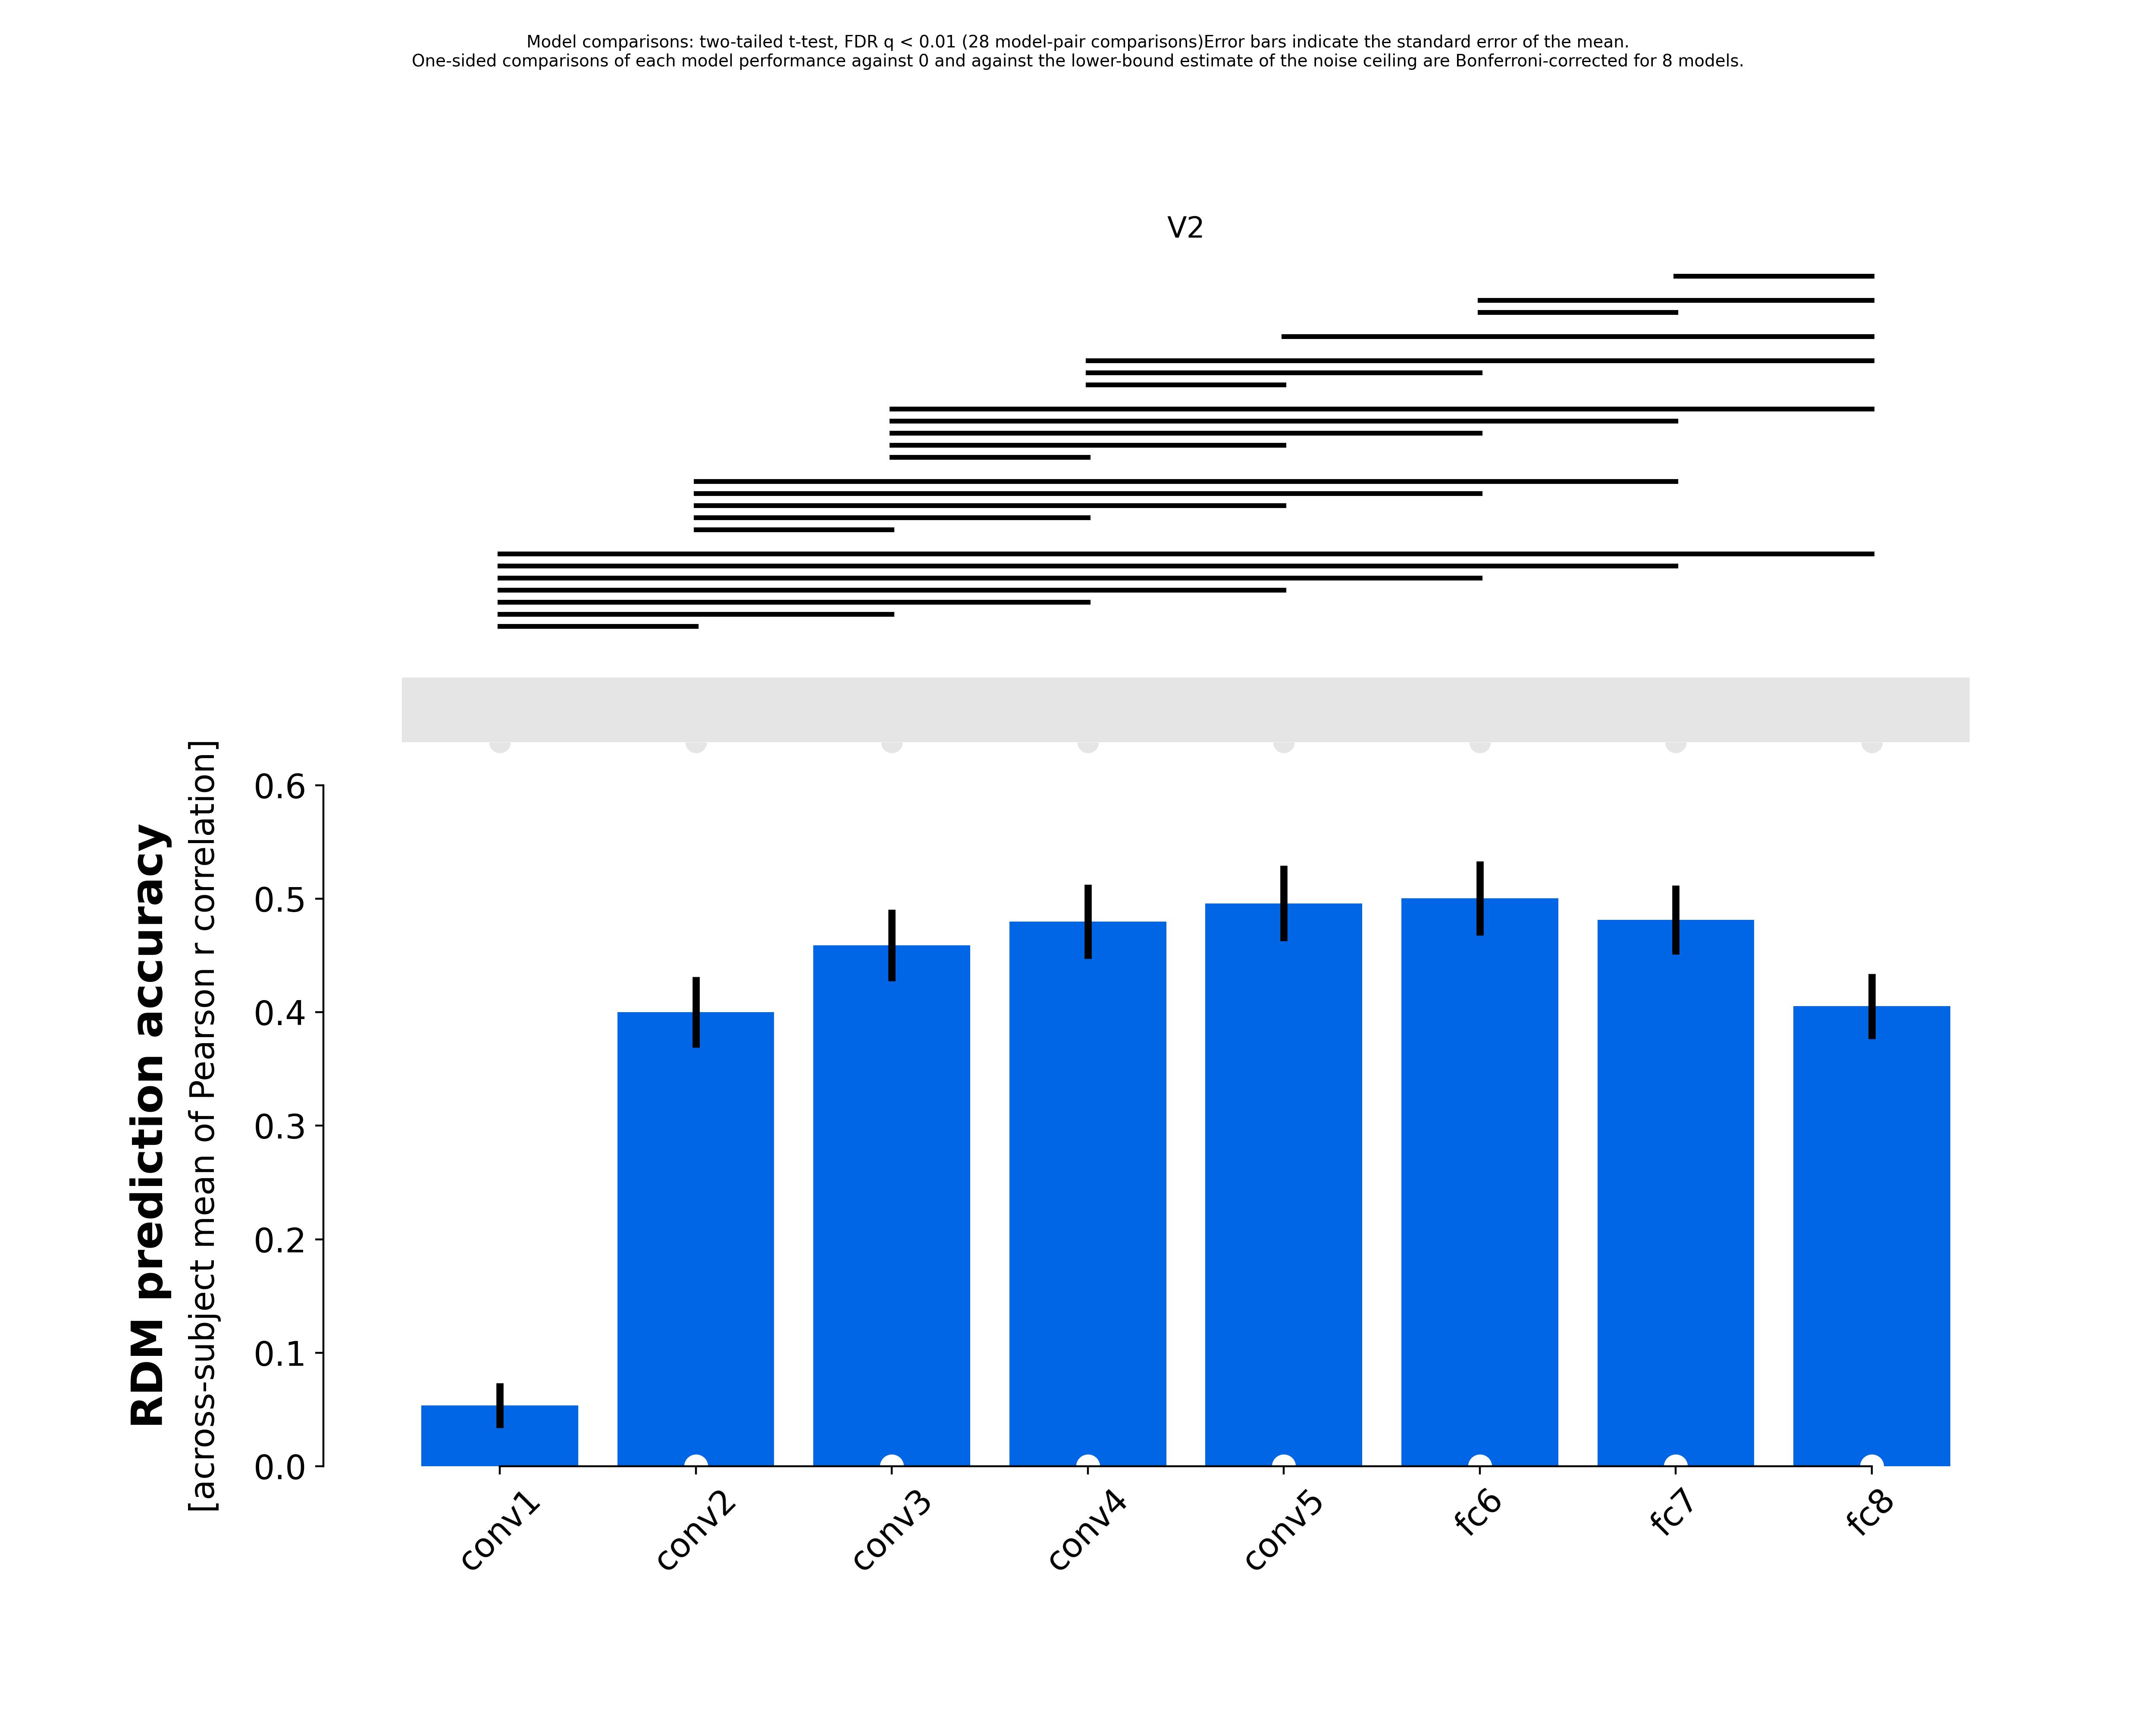 Model comparisons: two-tailed t-test, FDR q < 0.01 (28 model-pair comparisons)Error bars indicate the standard error of the mean.
One-sided comparisons of each model performance against 0 and against the lower-bound estimate of the noise ceiling are Bonferroni-corrected for 8 models.
V2
RDM prediction accuracy
[across-subject mean of Pearson r correlation]
0.6
0.5
0.4
0.3
0.2
0.1
0.0
conv1
conv2
conv3
conv4
conv5
fc6
fc7
fc8